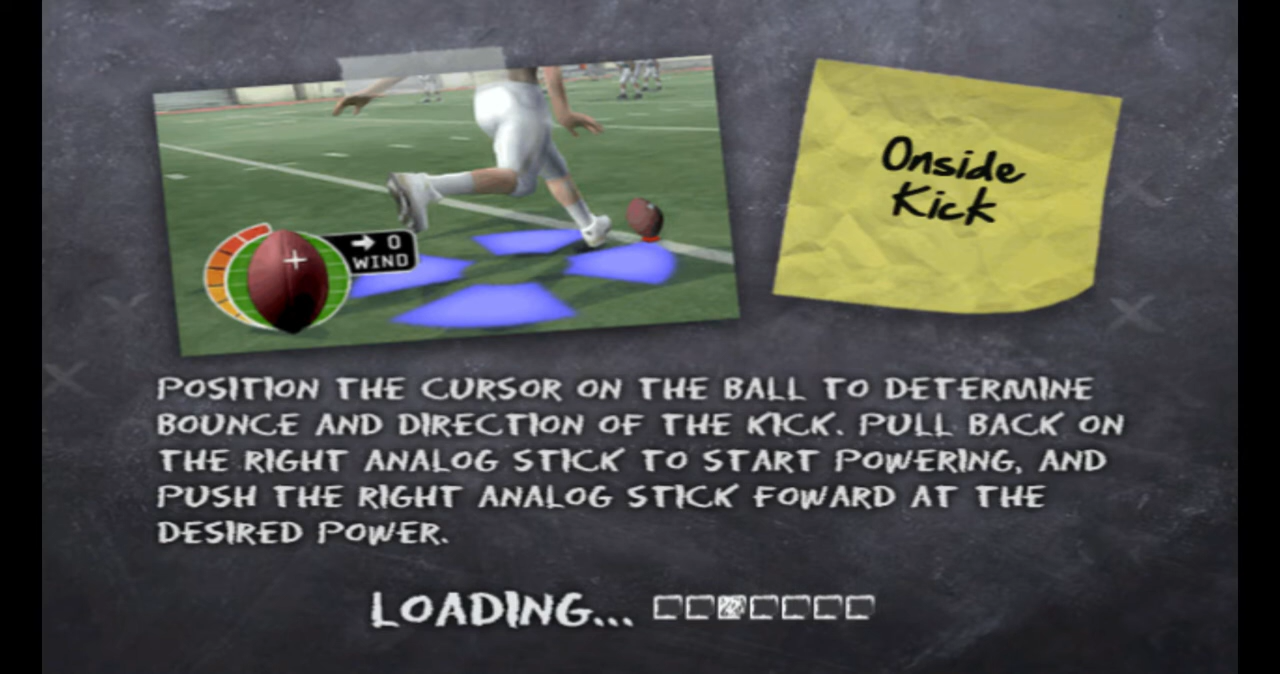 → 0
WIND
Onside
Kick
POSITION THE CURSOR ON THE BALL TO DETERMINE
BOUNCE AND DIRECTION OF THE KICK. PULL BACK ON
THE RIGHT ANALOG STICK TO START POWERING, AND
PUSH THE RIGHT ANALOG STICK FOWARD AT THE
DESIRED POWER.
LOADING...